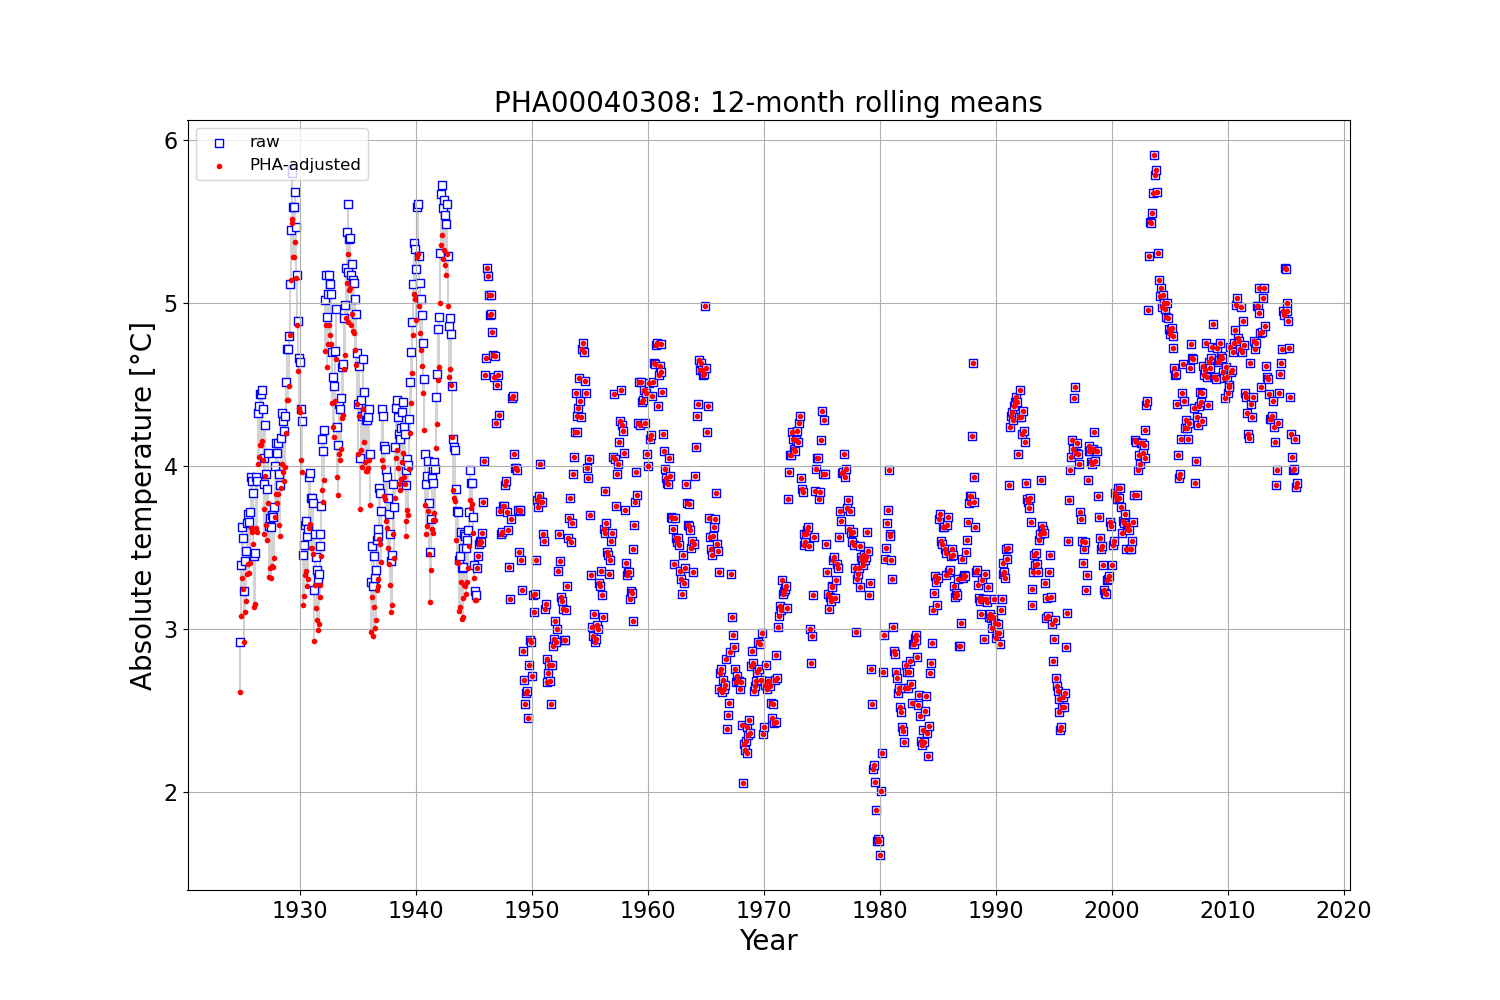 PHA00040308: 12-month rolling means
raw
PHA-adjusted
Absolute temperature [°C]
6
5
4
3
2
1930 1940 1950 1960 1970 1980 1990 2000 2010 2020
Year